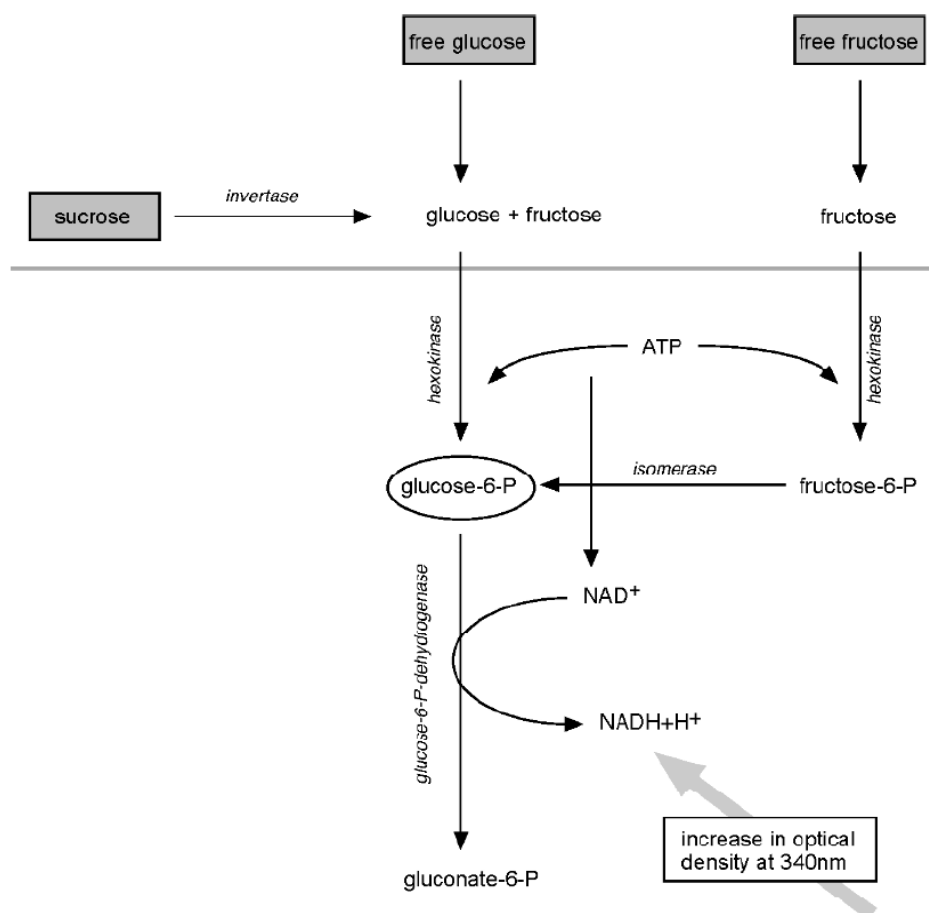 free glucose
free fructose
invertase
sucrose
glucose + fructose
fructose
hexokinase
ATP
hexokinase
glucose-6-P
isomerase
fructose-6-P
glucose-6-P-dehydiogenase
NAD+
NADH+H+
increase in optical
density at 340nm
gluconate-6-P